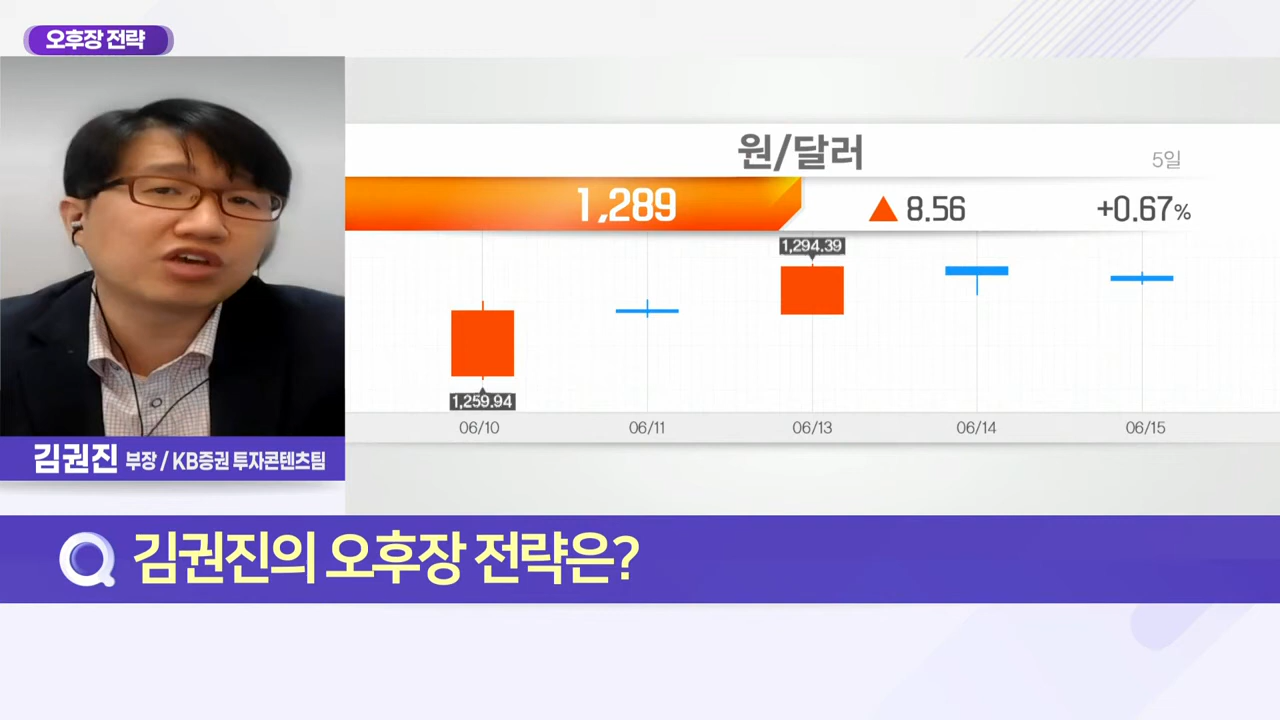 오후장 전략
원/달러
5일
1,289
▲ 8.56
+0.67%
1,294.39
1,259.94
06/10
06/11
06/13
06/14
06/15
김권진 부장 / KB증권 투자콘텐츠팀
김권진의 오후장 전략은?